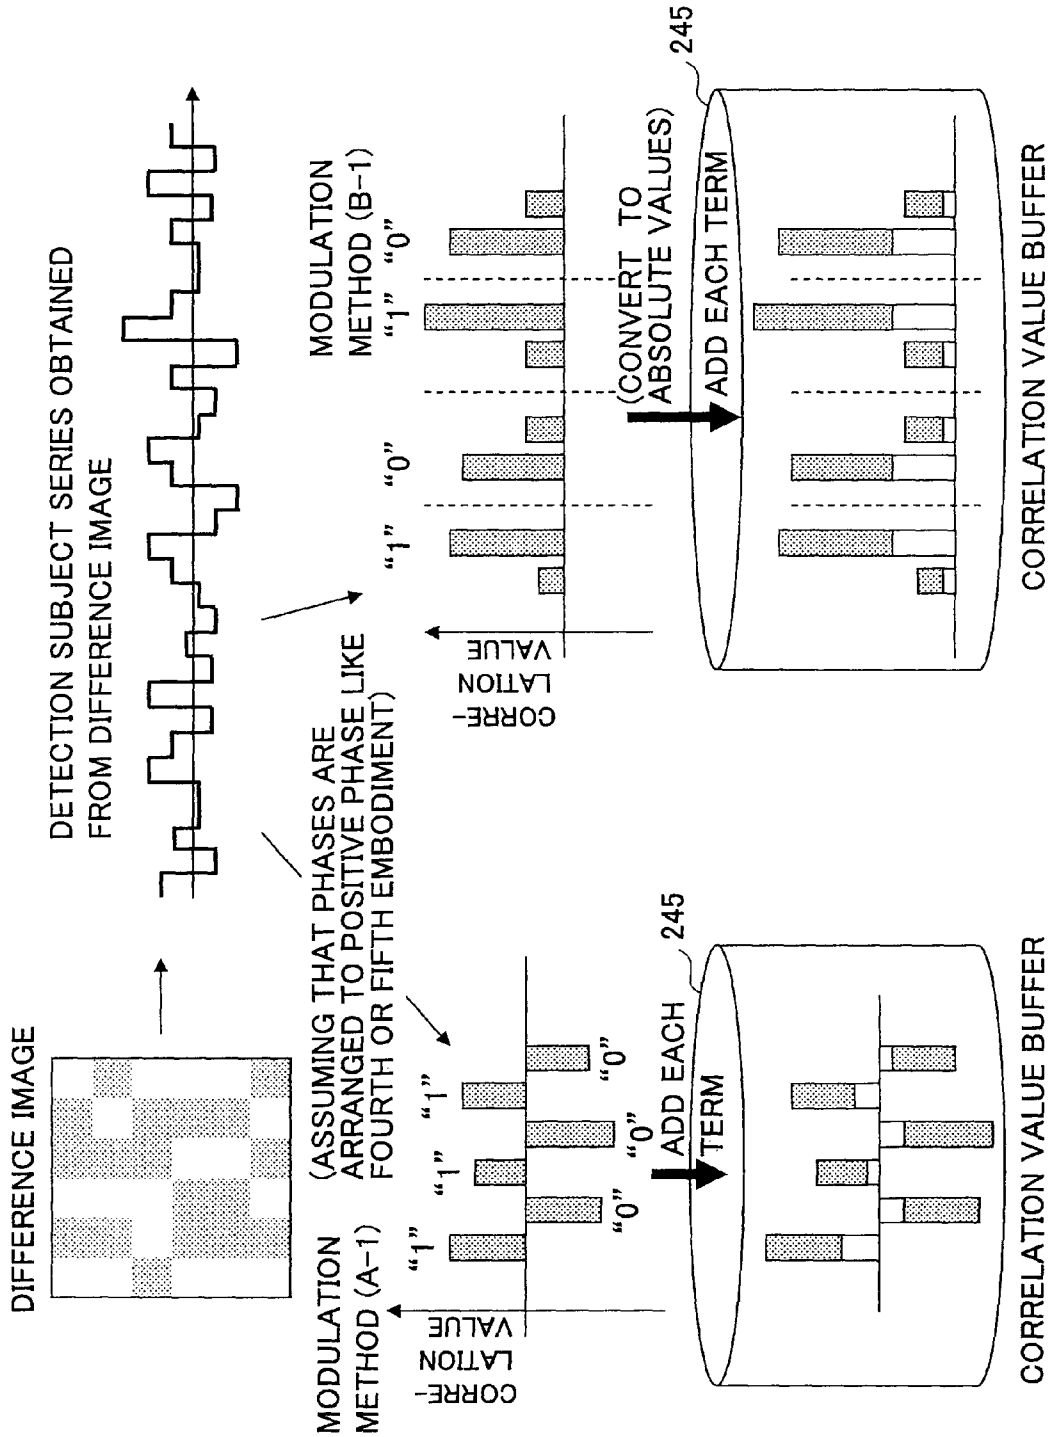 DIFFERENCE IMAGE
DETECTION SUBJECT SERIES OBTAINED
FROM DIFFERENCE IMAGE
(ASSUMING THAT PHASES ARE
ARRANGED TO POSITIVE PHASE LIKE
FOURTH OR FIFTH EMBODIMENT)
MODULATION
METHOD (A-1)
CORRE-
LATION
VALUE
“1”
“0”
“1”
“0”
“1”
“0”
ADD EACH
TERM
245
CORRELATION VALUE BUFFER
MODULATION
METHOD (B-1)
CORRE-
LATION
VALUE
“1”
“0”
“1”
“0”
(CONVERT TO
ABSOLUTE VALUES)
ADD EACH TERM
245
CORRELATION VALUE BUFFER